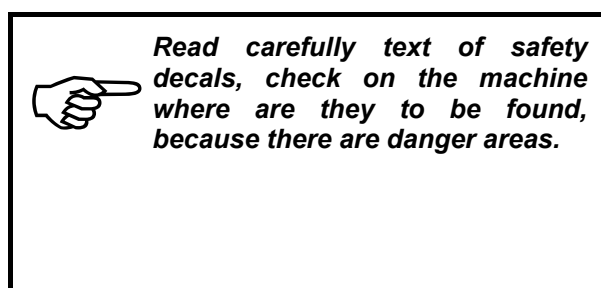 Read carefully text of safety
decals, check on the machine
where are they to be found,
because there are danger areas.